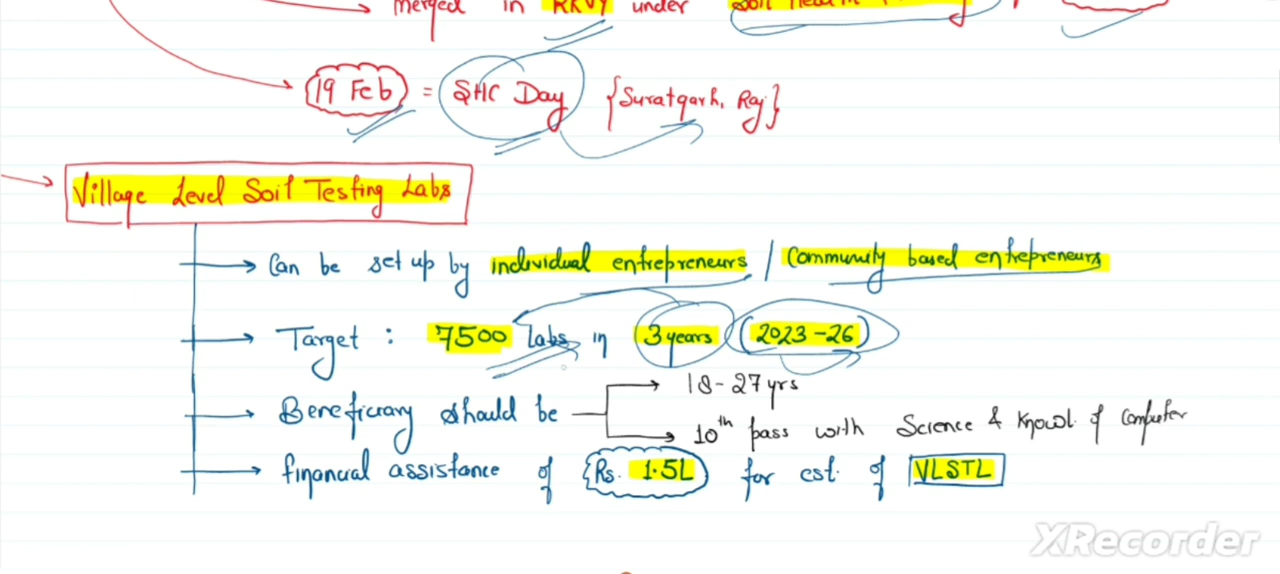 merged in RKVY under Soil Health
19 Feb = SHC Day {Suratgarh, Raj}
Village Level Soil Testing Labs
Can be set up by individual entrepreneurs / Community based entrepreneurs
Target : 7500 labs in 3 years (2023-26)
Beneficiary should be
18-27 yrs
10th pass with Science & Knowl. of Computer
financial assistance of Rs. 1.5L for est. of VLSTL
XRecorder